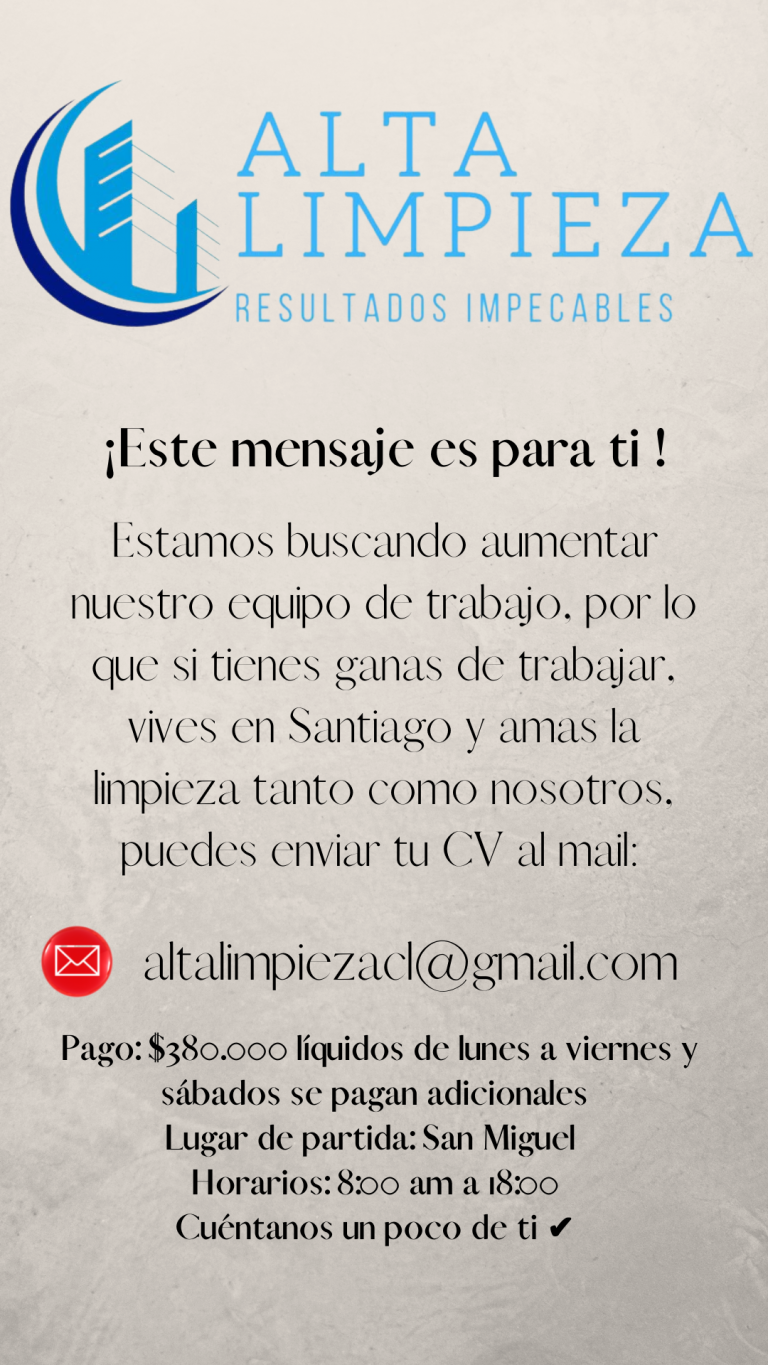 ALTA
LIMPIEZA
RESULTADOS IMPECABLES
¡Este mensaje es para ti !
Estamos buscando aumentar
nuestro equipo de trabajo, por lo
que si tienes ganas de trabajar,
vives en Santiago y amas la
limpieza tanto como nosotros,
puedes enviar tu CV al mail:
altalimpiezacl@gmail.com
Pago: $380.000 líquidos de lunes a viernes y
sábados se pagan adicionales
Lugar de partida: San Miguel
Horarios: 8:00 am a 18:00
Cuéntanos un poco de ti ✔